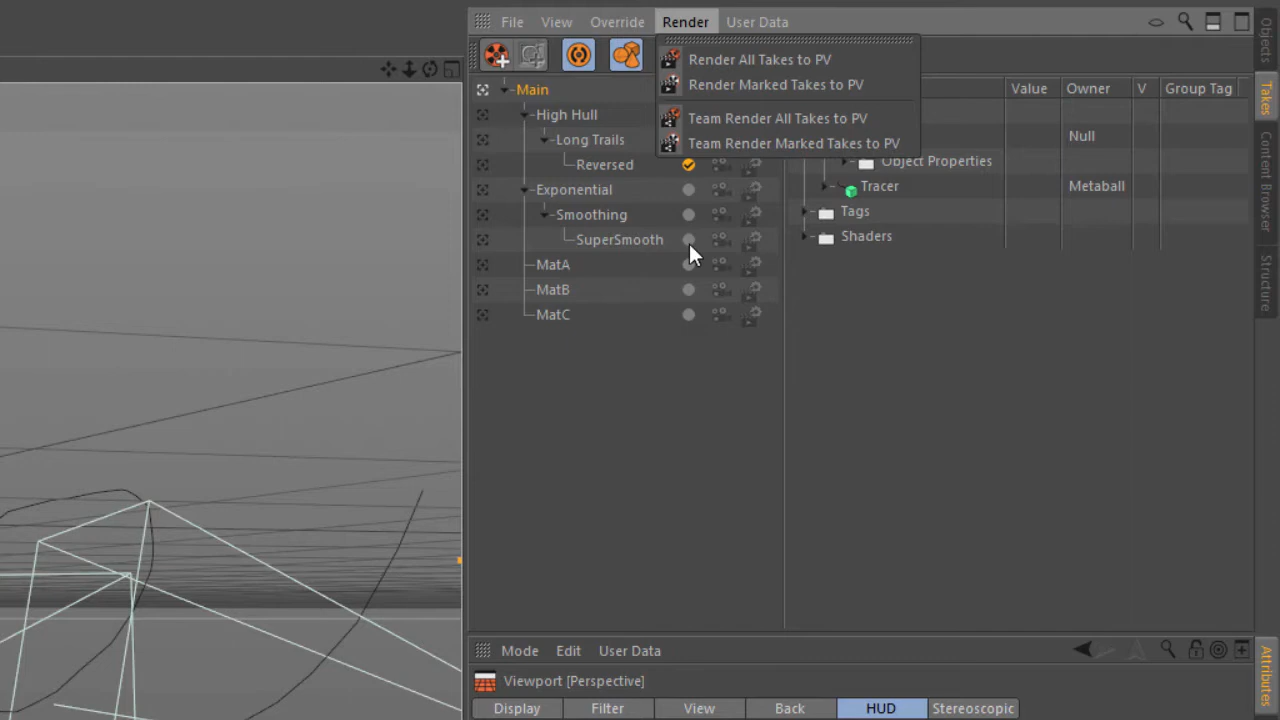 File View Override Render User Data
Render All Takes to PV
Render Marked Takes to PV
Team Render All Takes to PV
Team Render Marked Takes to PV
Main
High Hull
Long Trails
Reversed
Exponential
Smoothing
SuperSmooth
MatA
MatB
MatC
Value Owner V Group Tag
Null
Object Properties
Tracer Metaball
Tags
Shaders
Objects
Takes
Content Browser
Structure
Mode Edit User Data
Viewport [Perspective]
Display Filter View Back HUD Stereoscopic
Attributes